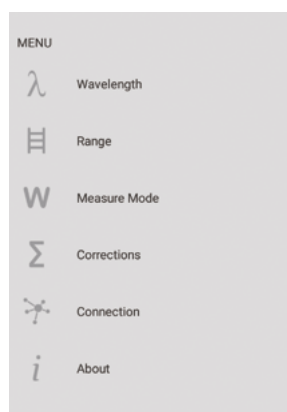 MENU
λ Wavelength
Range
W Measure Mode
Σ Corrections
Connection
i About